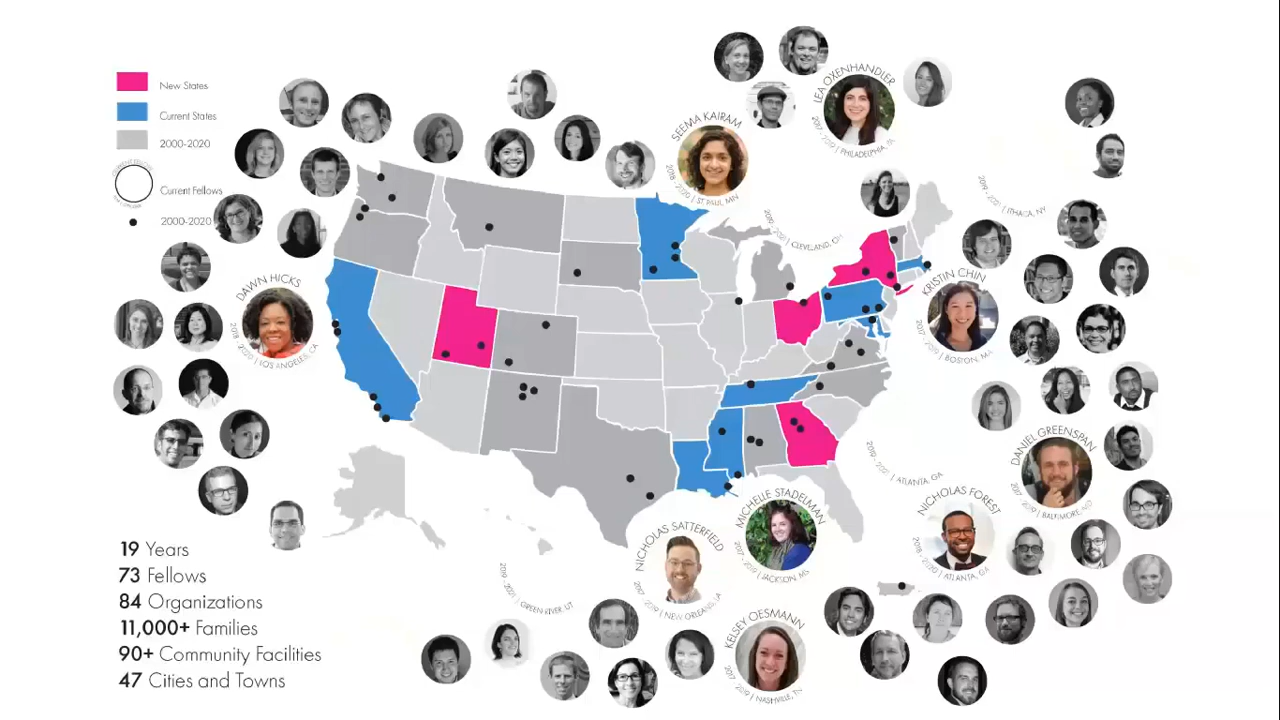 New States
Current States
2000-2020
Current Fellows
2000-2020
LEA OXENHANDLER
2017 - 2019 | PHILADELPHIA, PA
SEEMA KAIRAM
2018 - 2020 | ST. PAUL, MN
2019 - 2021 | ITHACA, NY
2019 - 2021 | CLEVELAND, OH
DAWN HICKS
2018 - 2020 | LOS ANGELES, CA
KRISTIN CHIN
2017 - 2019 | BOSTON, MA
DANIEL GREENSPAN
2017 - 2019 | BALTIMORE, MD
2019 - 2021 | ATLANTA, GA
NICHOLAS FOREST
2018 - 2020 | ATLANTA, GA
MICHELLE STADELMAN
2017 - 2019 | JACKSON, MS
NICHOLAS SATTERFIELD
2017 - 2019 | NEW ORLEANS, LA
2019 - 2021 | GREEN RIVER, UT
KELSEY OESMANN
2017 - 2019 | NASHVILLE, TN
19 Years
73 Fellows
84 Organizations
11,000+ Families
90+ Community Facilities
47 Cities and Towns